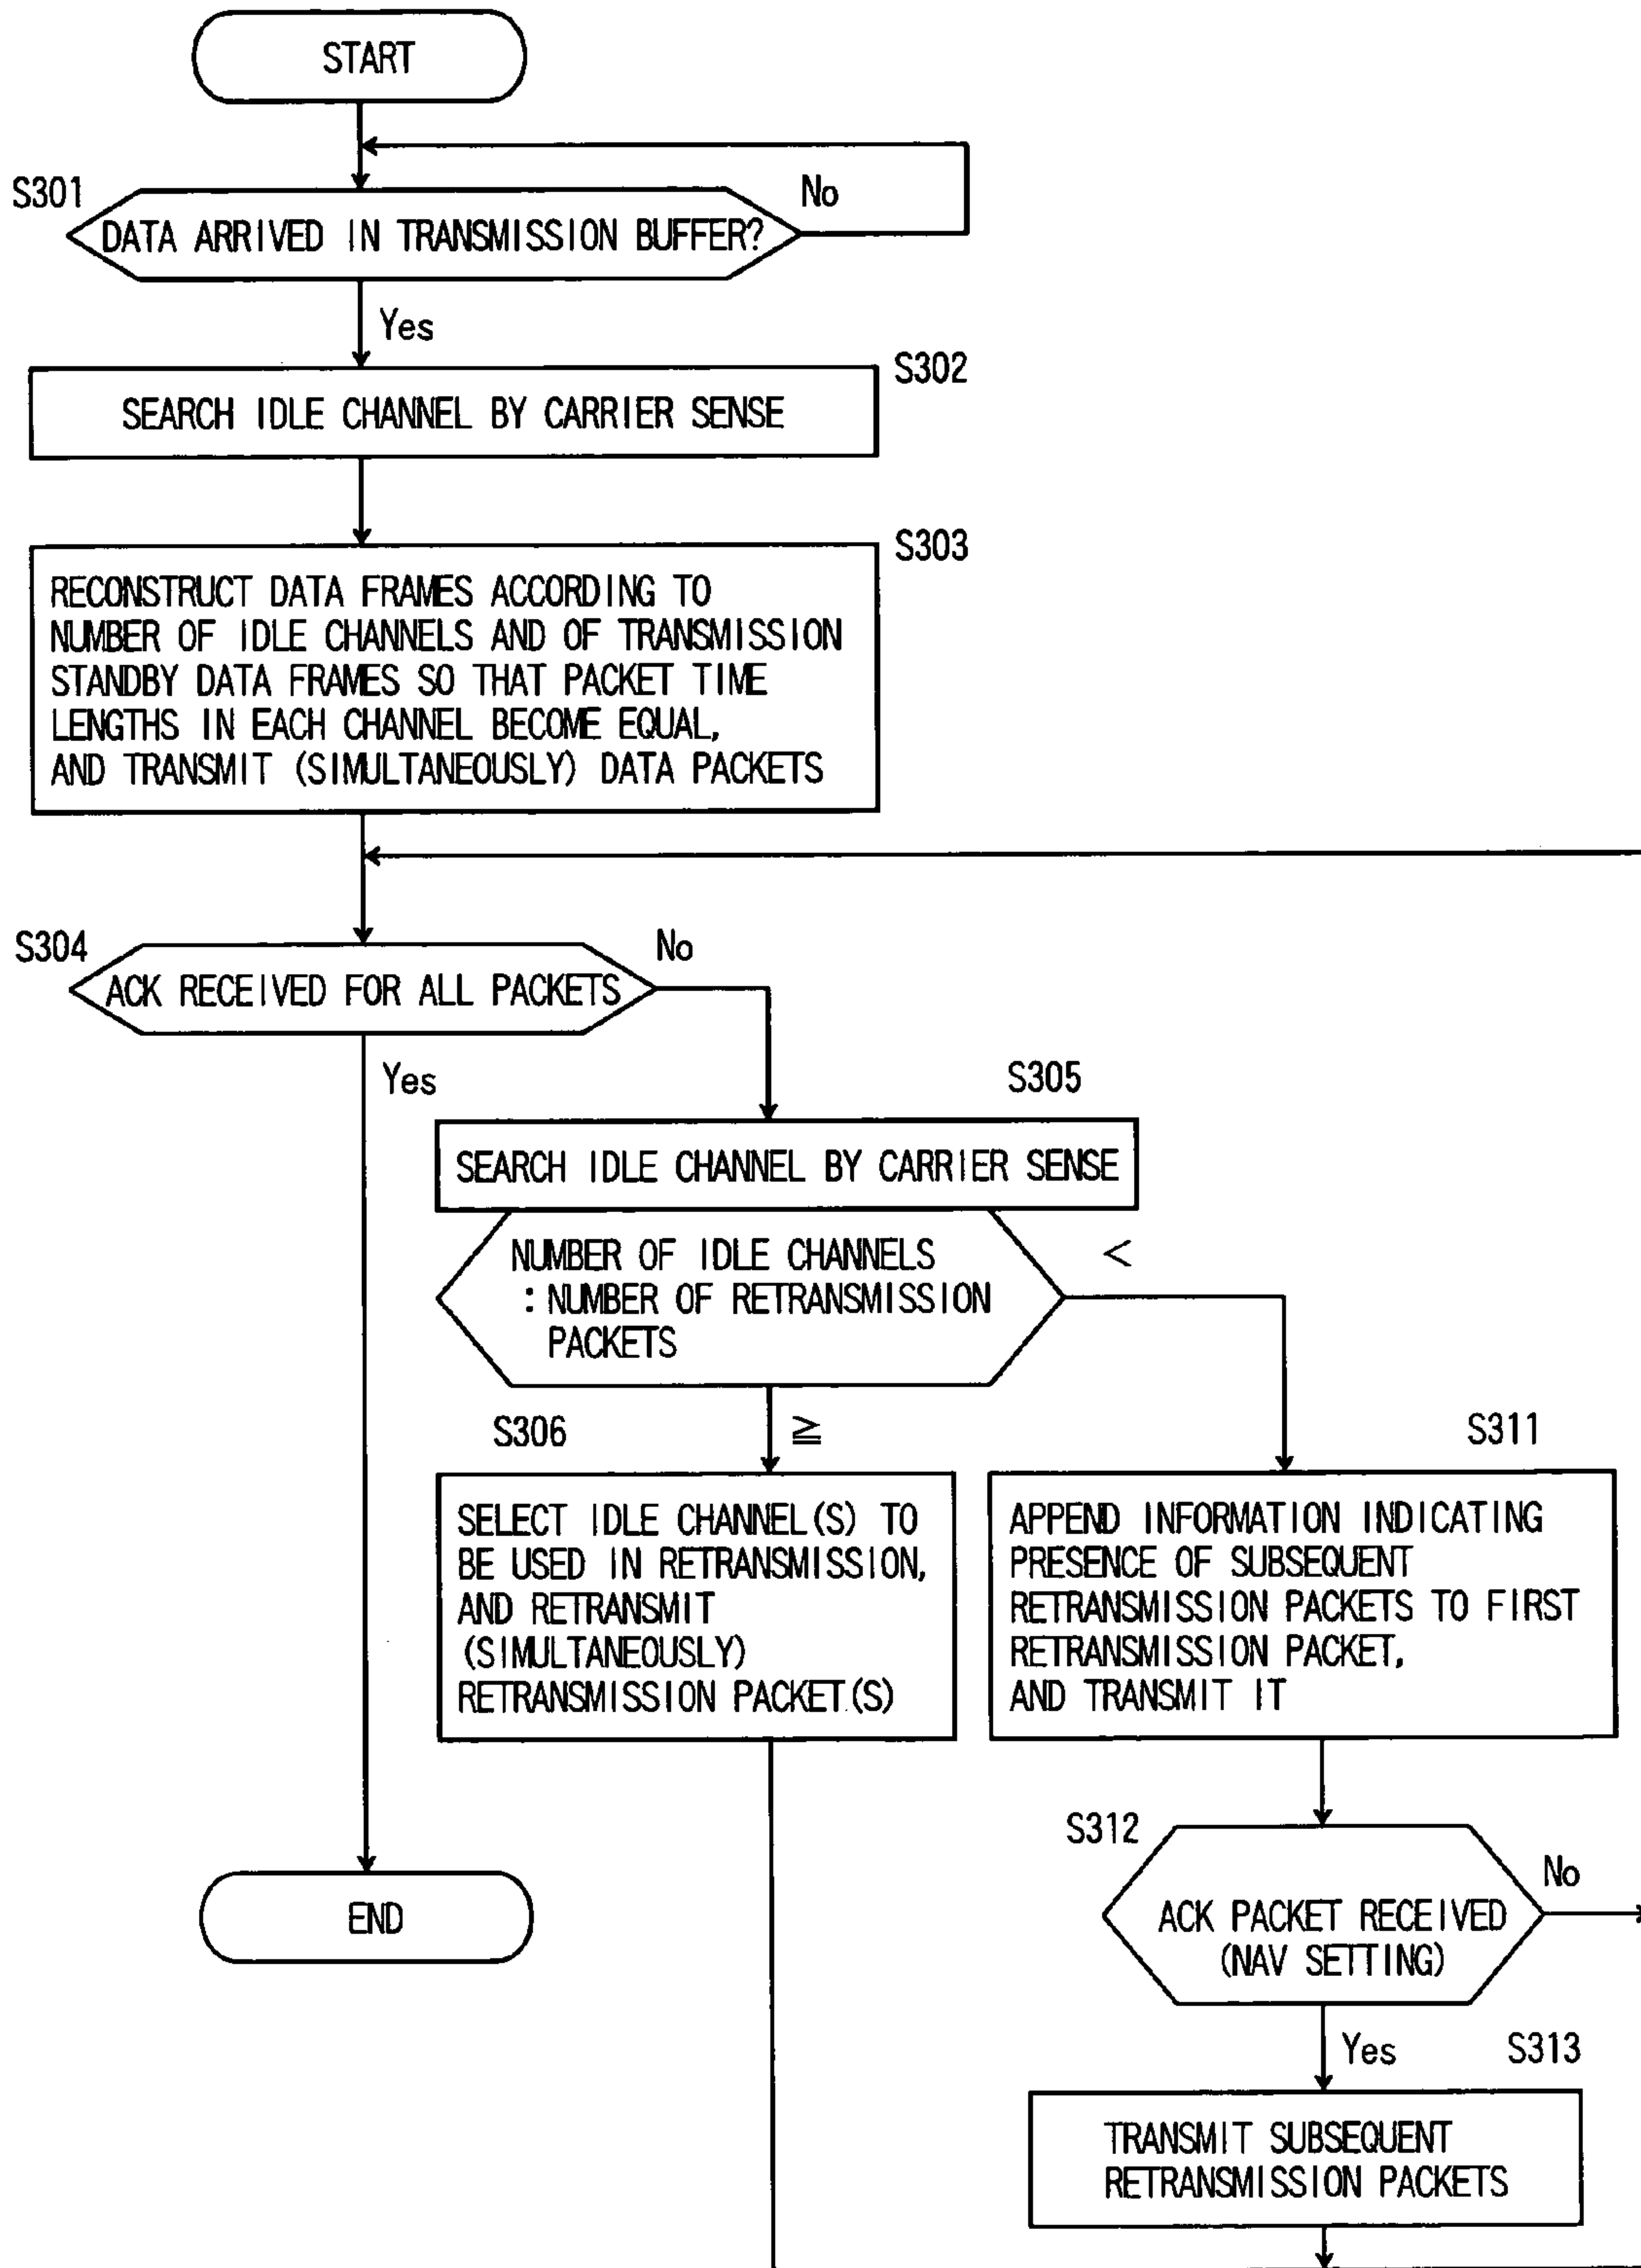 START
S301
No
DATA ARRIVED IN TRANSMISSION BUFFER?
Yes
S302
SEARCH IDLE CHANNEL BY CARRIER SENSE
S303
RECONSTRUCT DATA FRAMES ACCORDING TO
NUMBER OF IDLE CHANNELS AND OF TRANSMISSION
STANDBY DATA FRAMES SO THAT PACKET TIME
LENGTHS IN EACH CHANNEL BECOME EQUAL,
AND TRANSMIT (SIMULTANEOUSLY) DATA PACKETS
S304
No
ACK RECEIVED FOR ALL PACKETS
Yes
S305
SEARCH IDLE CHANNEL BY CARRIER SENSE
NUMBER OF IDLE CHANNELS
: NUMBER OF RETRANSMISSION
PACKETS
<
≧
S306
SELECT IDLE CHANNEL(S) TO
BE USED IN RETRANSMISSION,
AND RETRANSMIT
(SIMULTANEOUSLY)
RETRANSMISSION PACKET(S)
S311
APPEND INFORMATION INDICATING
PRESENCE OF SUBSEQUENT
RETRANSMISSION PACKETS TO FIRST
RETRANSMISSION PACKET,
AND TRANSMIT IT
S312
No
ACK PACKET RECEIVED
(NAV SETTING)
END
Yes
S313
TRANSMIT SUBSEQUENT
RETRANSMISSION PACKETS